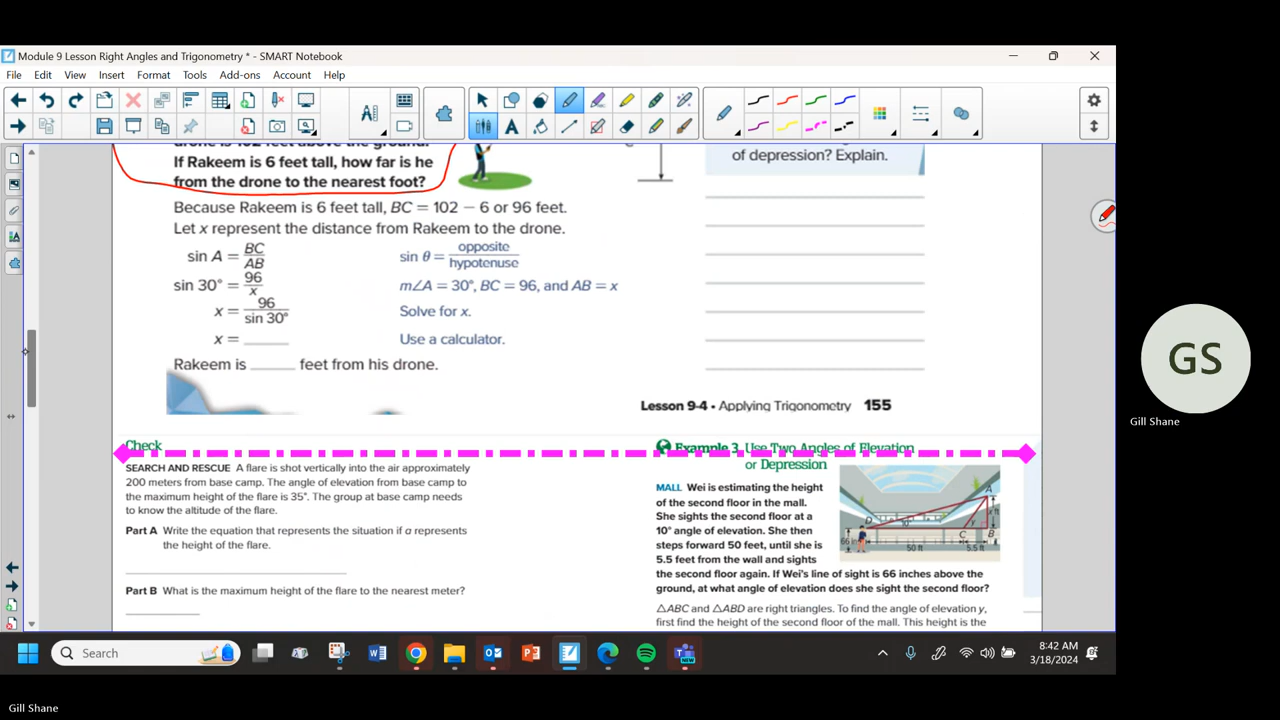 Module 9 Lesson Right Angles and Trigonometry * - SMART Notebook
File Edit View Insert Format Tools Add-ons Account Help
If Rakeem is 6 feet tall, how far is he
from the drone to the nearest foot?
of depression? Explain.
Because Rakeem is 6 feet tall, BC = 102 − 6 or 96 feet.
Let x represent the distance from Rakeem to the drone.
sin A = BC/AB
sin θ = opposite/hypotenuse
sin 30° = 96/x
m∠A = 30°, BC = 96, and AB = x
x = 96/sin 30°
Solve for x.
x = ______
Use a calculator.
Rakeem is ______ feet from his drone.
Lesson 9-4 • Applying Trigonometry 155
Check
SEARCH AND RESCUE A flare is shot vertically into the air approximately
200 meters from base camp. The angle of elevation from base camp to
the maximum height of the flare is 35°. The group at base camp needs
to know the altitude of the flare.
Part A Write the equation that represents the situation if a represents
the height of the flare.
Part B What is the maximum height of the flare to the nearest meter?
Example 3 Use Two Angles of Elevation
or Depression
MALL Wei is estimating the height
of the second floor in the mall.
She sights the second floor at a
10° angle of elevation. She then
steps forward 50 feet, until she is
5.5 feet from the wall and sights
the second floor again. If Wei's line of sight is 66 inches above the
ground, at what angle of elevation does she sight the second floor?
A
D
y
C B
50 ft 5.5 ft
△ABC and △ABD are right triangles. To find the angle of elevation y,
first find the height of the second floor of the mall. This height is the
GS
Gill Shane
Search
8:42 AM
3/18/2024
Gill Shane